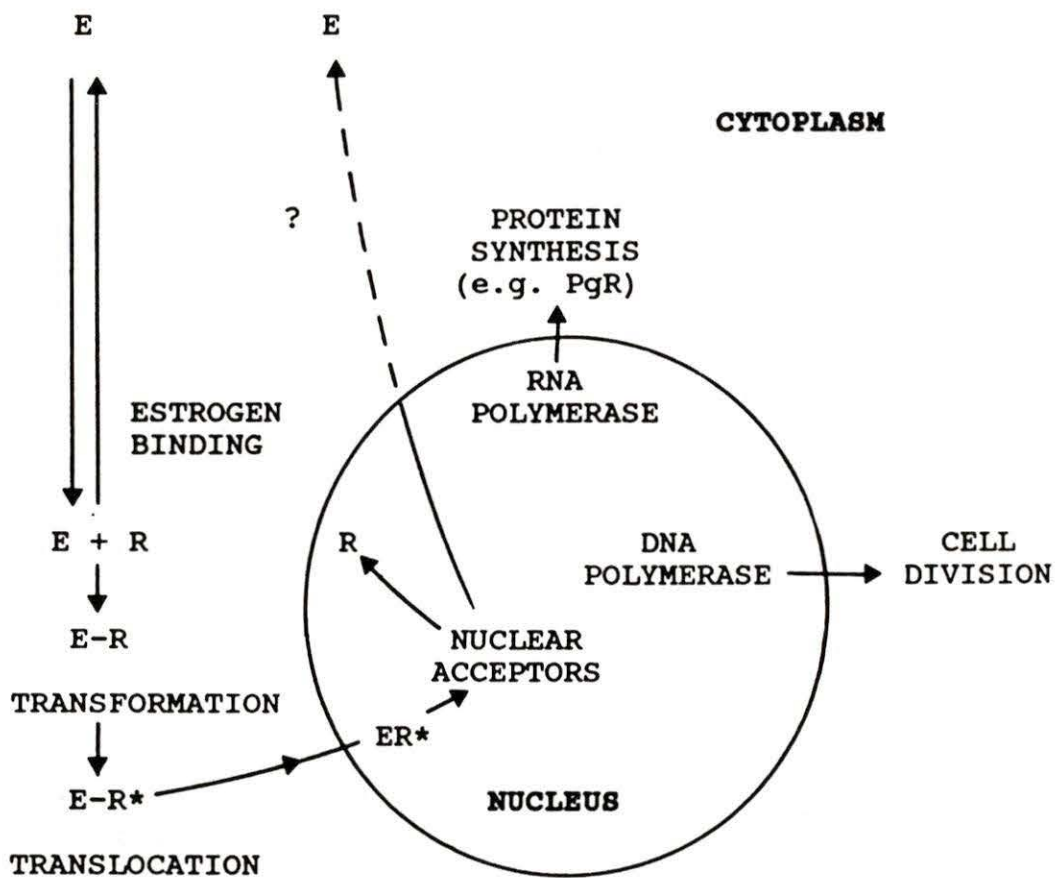 E
E
CYTOPLASM
?
PROTEIN
SYNTHESIS
(e.g. PgR)
RNA
POLYMERASE
ESTROGEN
BINDING
E + R
R
DNA
POLYMERASE
CELL
DIVISION
E-R
NUCLEAR
ACCEPTORS
TRANSFORMATION
ER*
E-R*
NUCLEUS
TRANSLOCATION